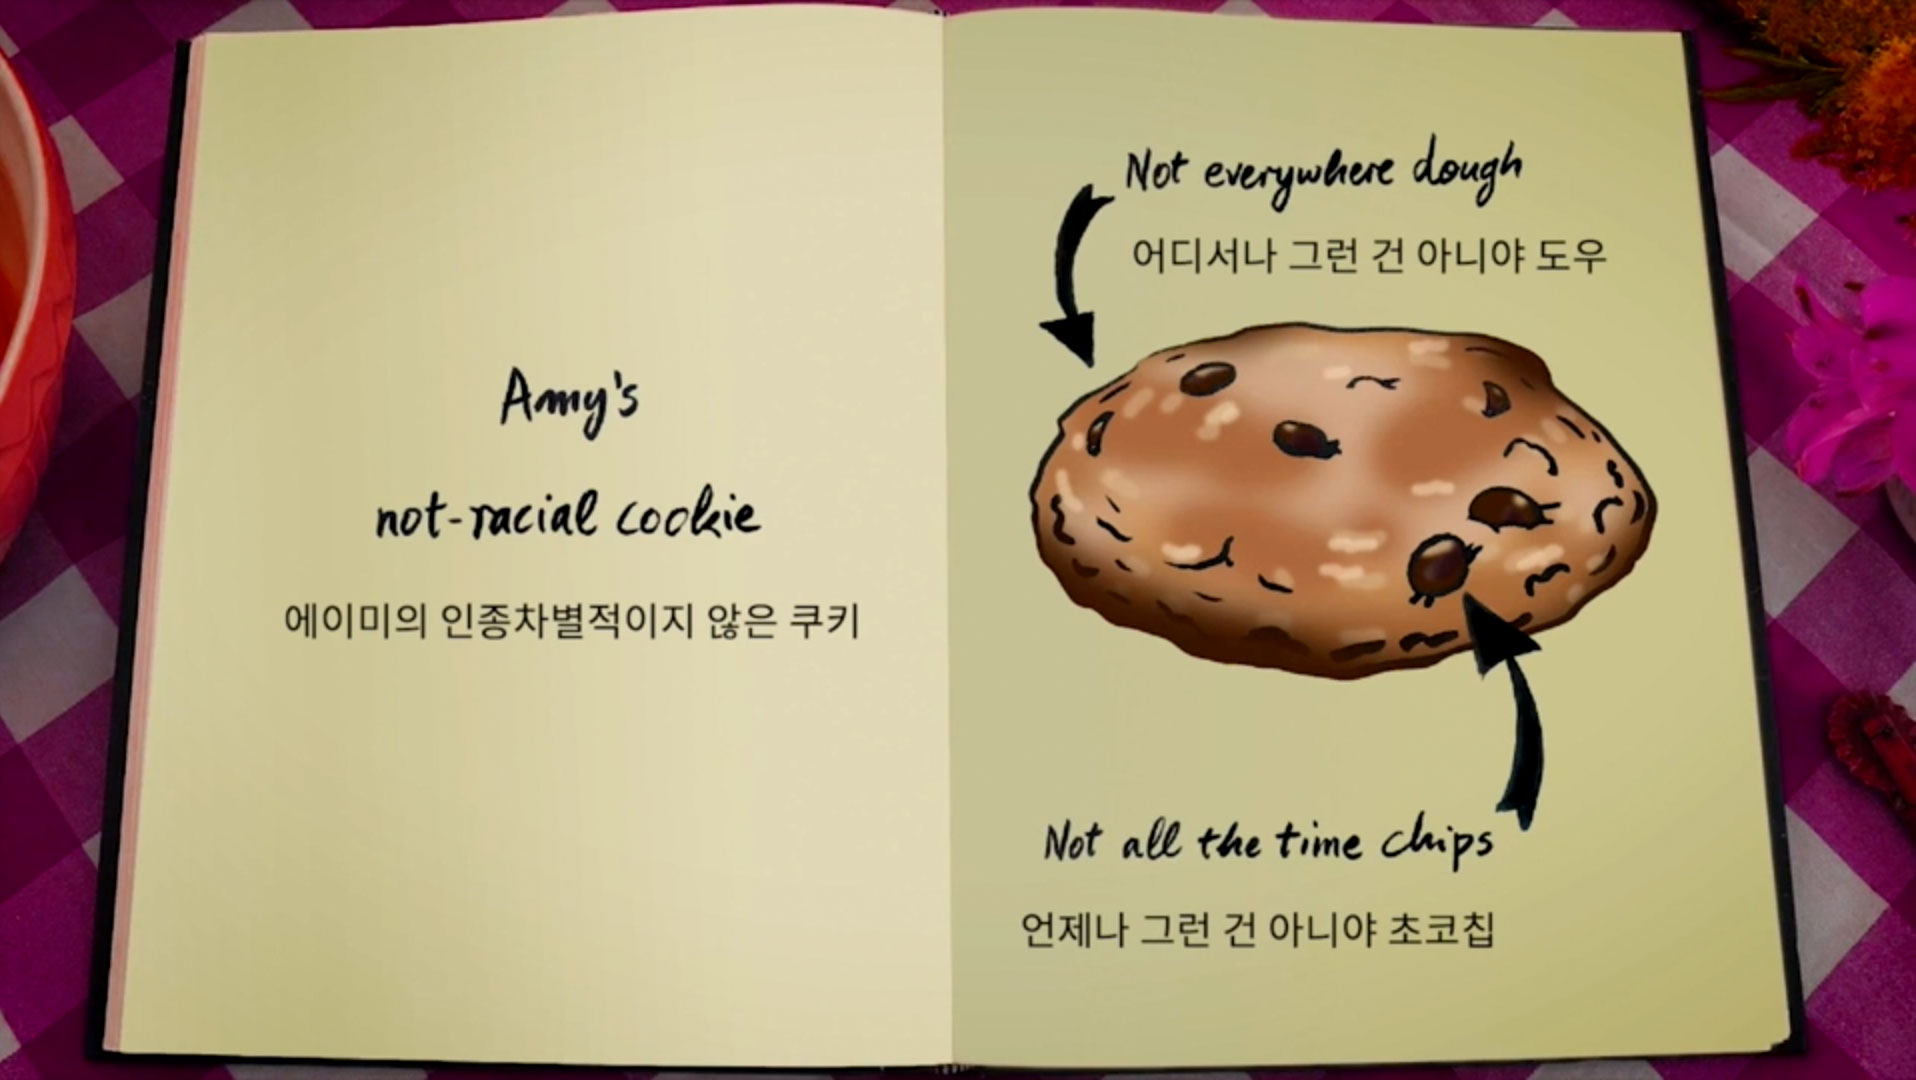 Amy's
not-racial cookie
에이미의 인종차별적이지 않은 쿠키
Not everywhere dough
어디서나 그런 건 아니야 도우
Not all the time chips
언제나 그런 건 아니야 초코칩